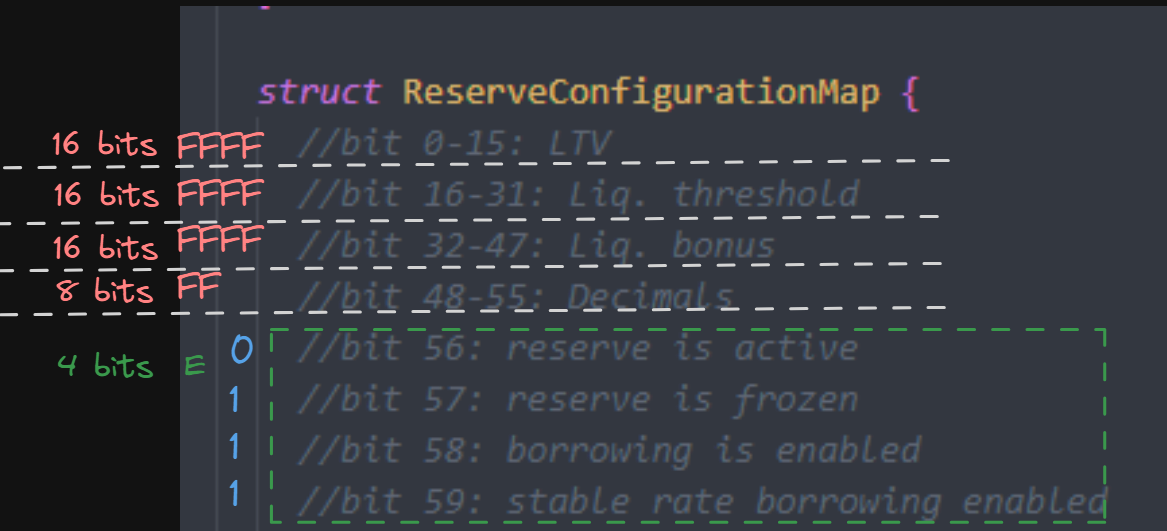 struct ReserveConfigurationMap {
16 bits FFFF //bit 0-15: LTV
16 bits FFFF //bit 16-31: Liq. threshold
16 bits FFFF //bit 32-47: Liq. bonus
8 bits FF //bit 48-55: Decimals
4 bits E 0 //bit 56: reserve is active
1 //bit 57: reserve is frozen
1 //bit 58: borrowing is enabled
1 //bit 59: stable rate borrowing enabled